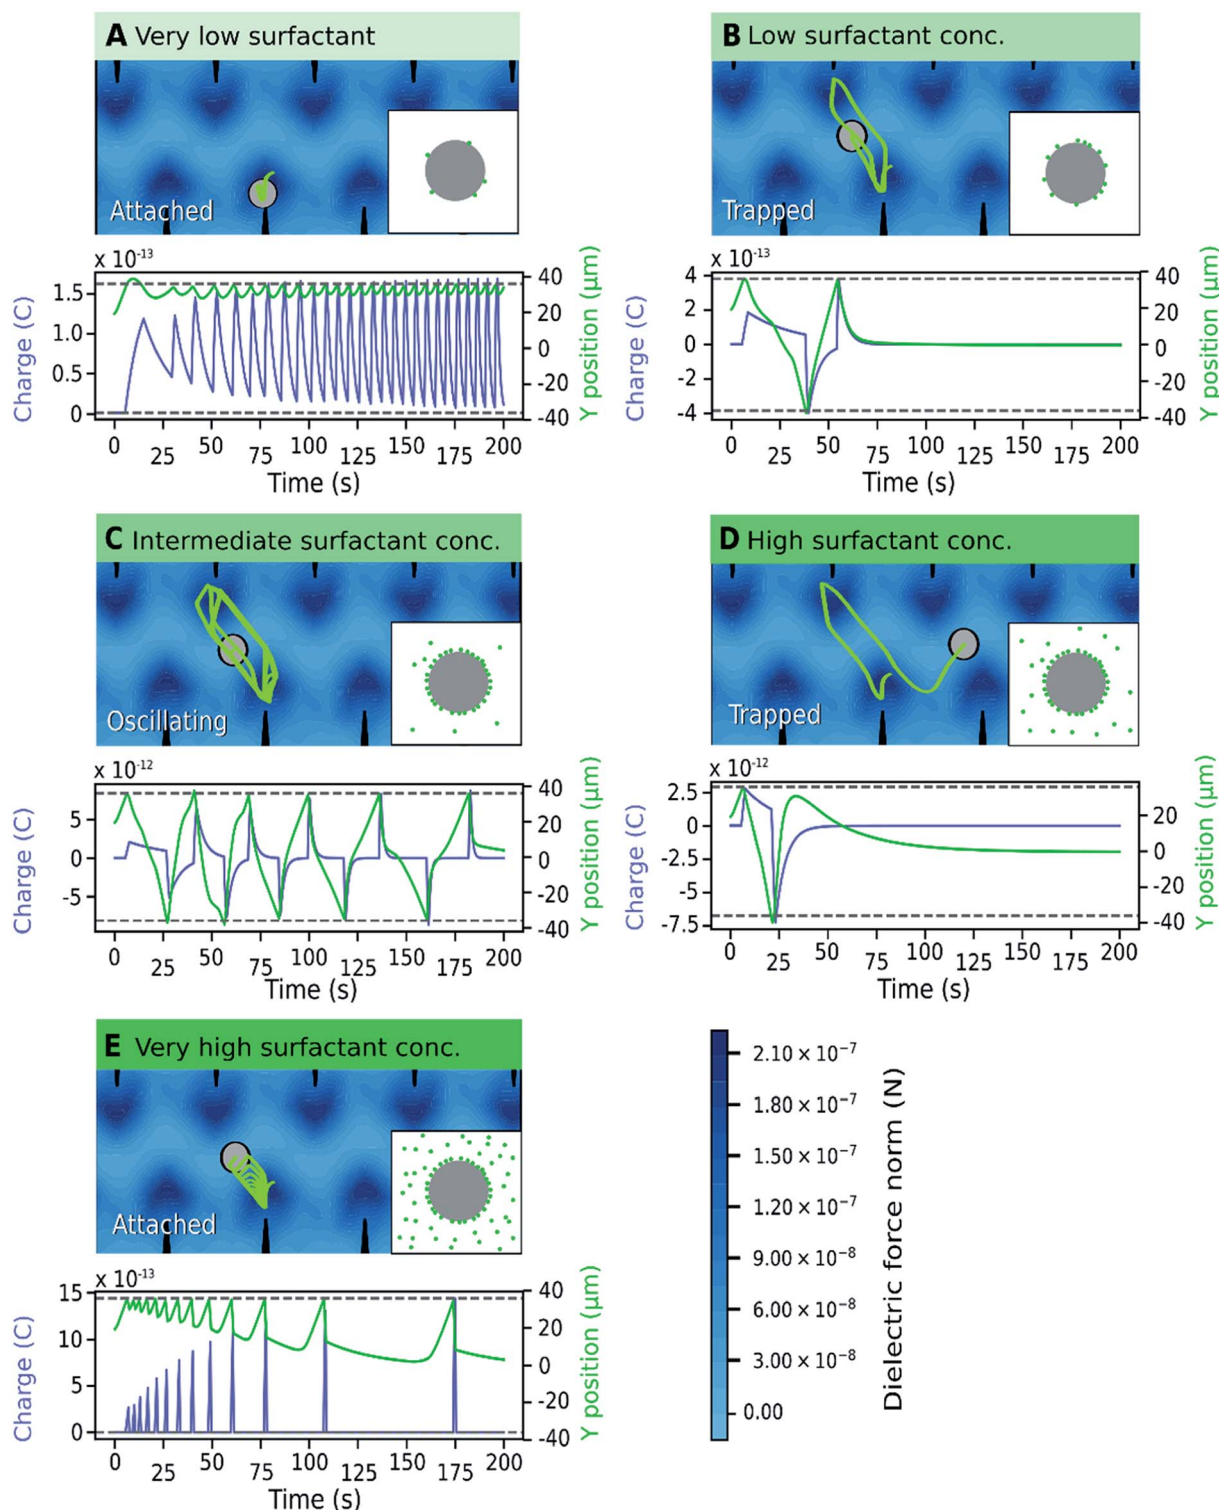 A Very low surfactant
Attached
x 10-13
1.5
1.0
0.5
0
40
20
0
-20
-40
Charge (C)
Y position (μm)
0 25 50 75 100 125 150 175 200
Time (s)
B Low surfactant conc.
Trapped
x 10-13
4
2
0
-2
-4
40
20
0
-20
-40
Charge (C)
Y position (μm)
0 25 50 75 100 125 150 175 200
Time (s)
C Intermediate surfactant conc.
Oscillating
x 10-12
5
0
-5
40
20
0
-20
-40
Charge (C)
Y position (μm)
0 25 50 75 100 125 150 175 200
Time (s)
D High surfactant conc.
Trapped
x 10-12
2.5
0
-2.5
-5
-7.5
20
0
-20
-40
Charge (C)
Y position (μm)
0 25 50 75 100 125 150 175 200
Time (s)
E Very high surfactant conc.
Attached
x 10-13
15
10
5
0
40
20
0
-20
-40
Charge (C)
Y position (μm)
0 25 50 75 100 125 150 175 200
Time (s)
2.10 × 10−7
1.80 × 10−7
1.50 × 10−7
1.20 × 10−7
9.00 × 10−8
6.00 × 10−8
3.00 × 10−8
0.00
Dielectric force norm (N)